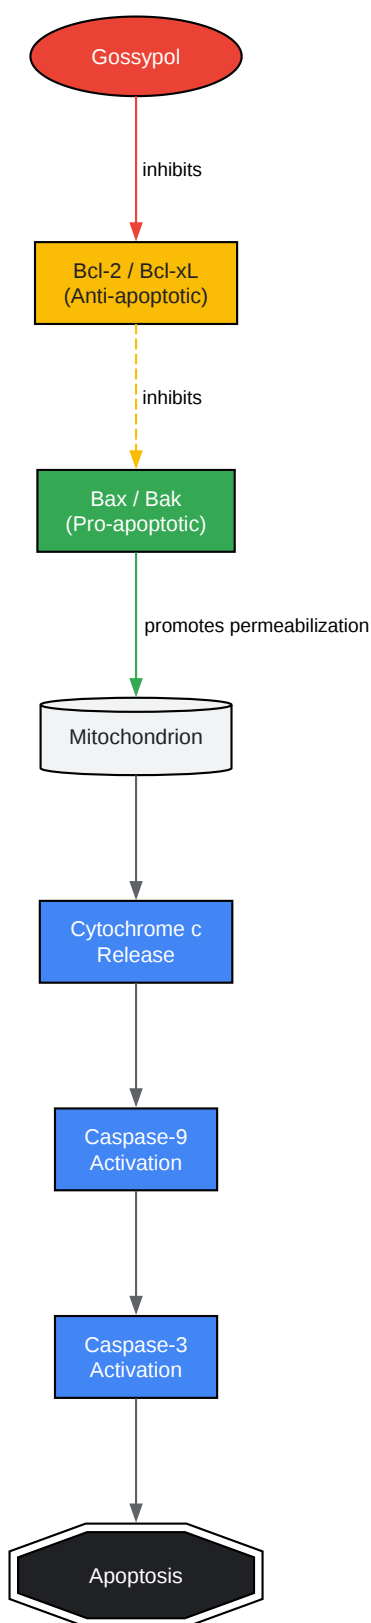 Gossypol
inhibits
Bcl-2 / Bcl-xL
(Anti-apoptotic)
inhibits
Bax / Bak
(Pro-apoptotic)
promotes permeabilization
Mitochondrion
Cytochrome c
Release
Caspase-9
Activation
Caspase-3
Activation
Apoptosis